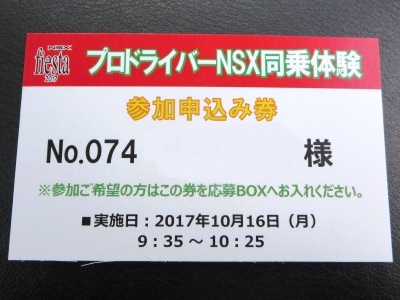 NSX
fiesta
2017
プロドライバーNSX同乗体験
参加申込み券
No.074 様
※参加ご希望の方はこの券を応募BOXへお入れください。
■実施日：2017年10月16日（月）
9：35 ～ 10：25